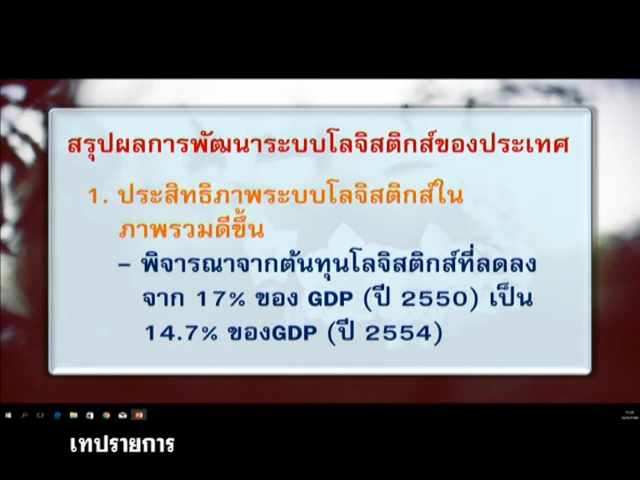 สรุปผลการพัฒนาระบบโลจิสติกส์ของประเทศ
1. ประสิทธิภาพระบบโลจิสติกส์ใน
ภาพรวมดีขึ้น
– พิจารณาจากต้นทุนโลจิสติกส์ที่ลดลง
จาก 17% ของ GDP (ปี 2550) เป็น
14.7% ของGDP (ปี 2554)
เทปรายการ